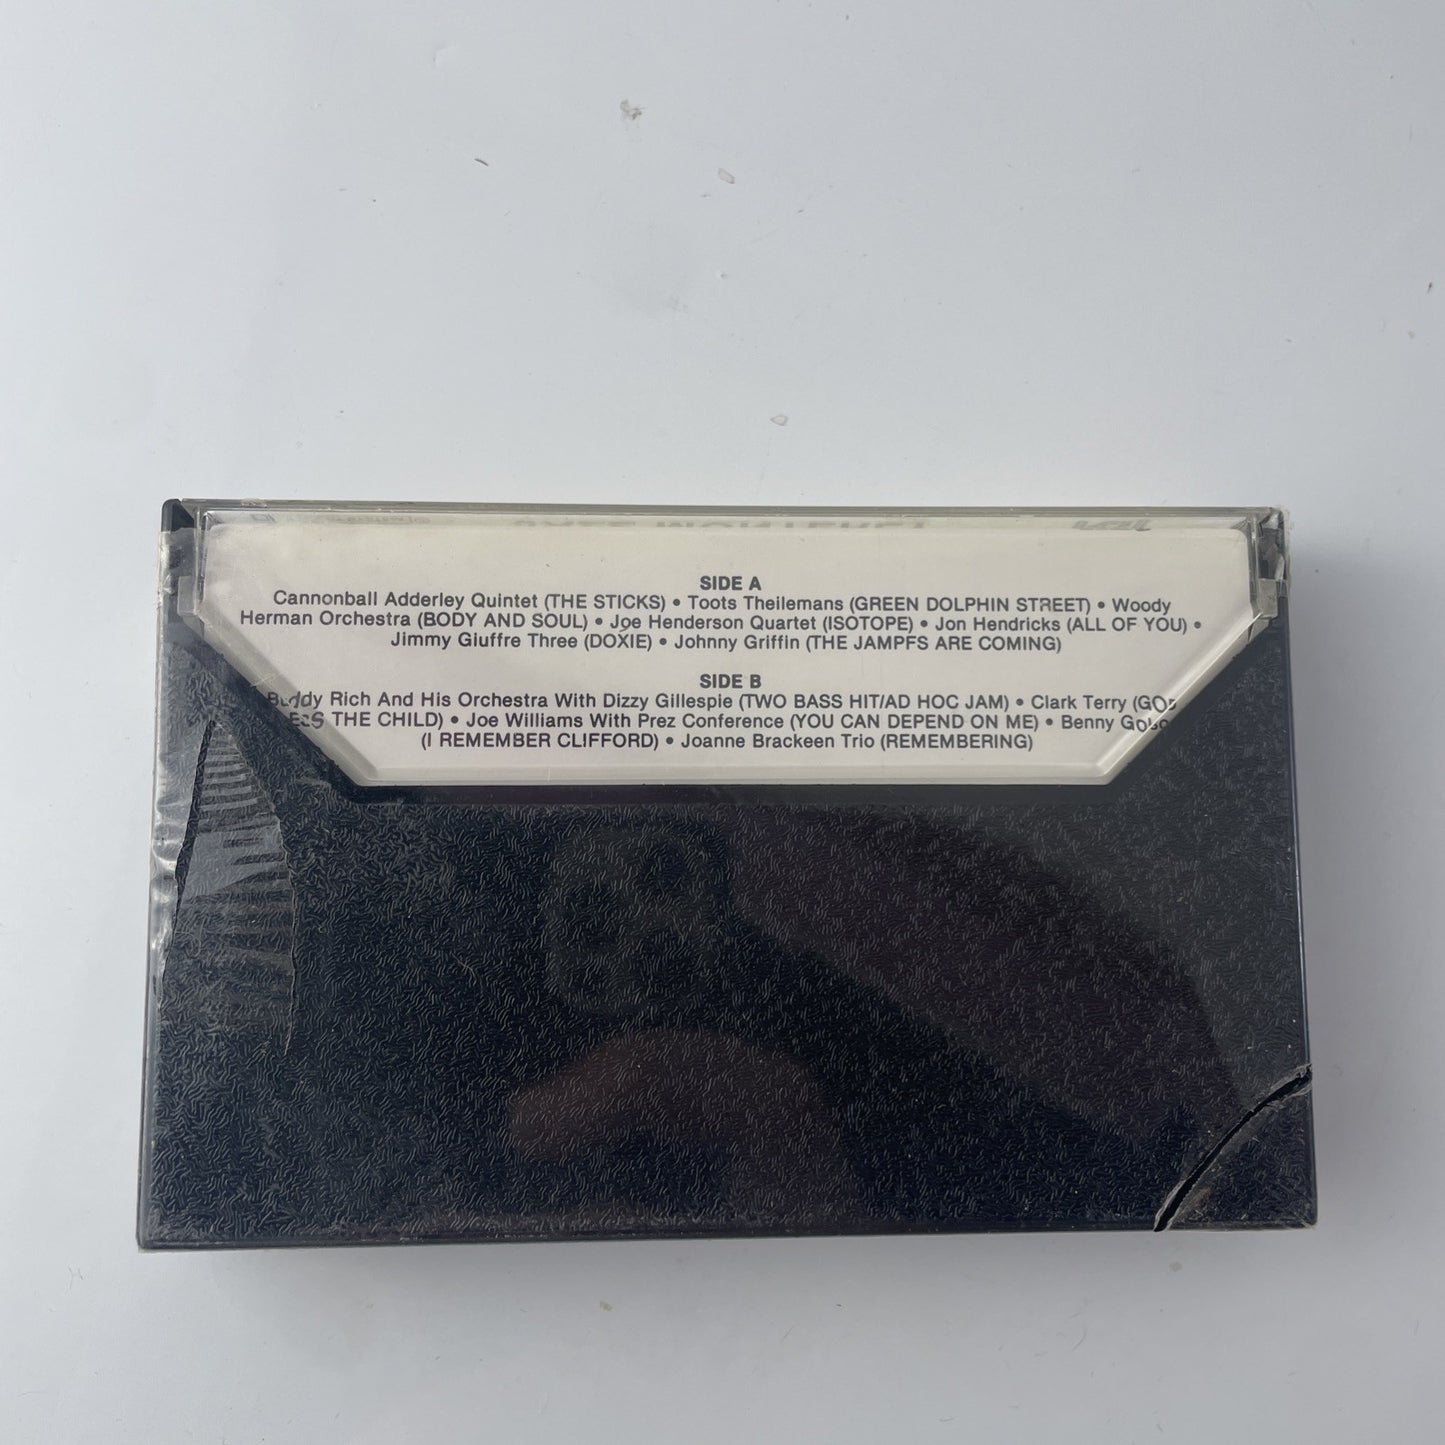 SIDE A
Cannonball Adderley Quintet (THE STICKS) • Toots Theilemans (GREEN DOLPHIN STREET) • Woody
Herman Orchestra (BODY AND SOUL) • Joe Henderson Quartet (ISOTOPE) • Jon Hendricks (ALL OF YOU) •
Jimmy Giuffre Three (DOXIE) • Johnny Griffin (THE JAMPFS ARE COMING)
SIDE B
Buddy Rich And His Orchestra With Dizzy Gillespie (TWO BASS HIT/AD HOC JAM) • Clark Terry (GOD
THE CHILD) • Joe Williams With Prez Conference (YOU CAN DEPEND ON ME) • Benny
(I REMEMBER CLIFFORD) • Joanne Brackeen Trio (REMEMBERING)